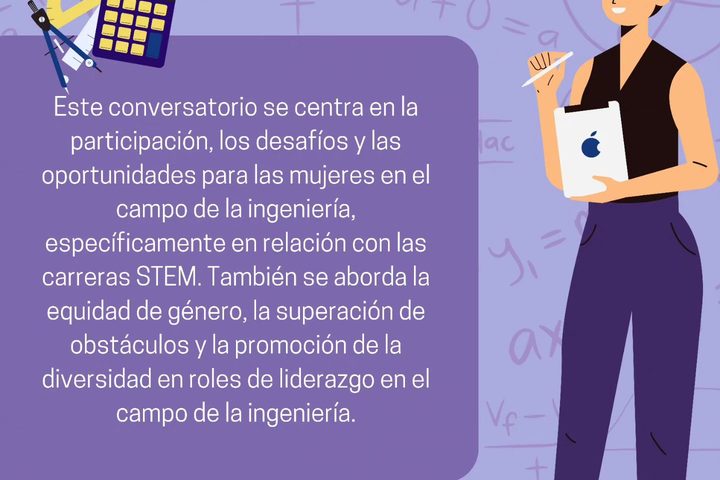 Este conversatorio se centra en la
participación, los desafíos y las
oportunidades para las mujeres en el
campo de la ingeniería,
específicamente en relación con las
carreras STEM. También se aborda la
equidad de género, la superación de
obstáculos y la promoción de la
diversidad en roles de liderazgo en el
campo de la ingeniería.